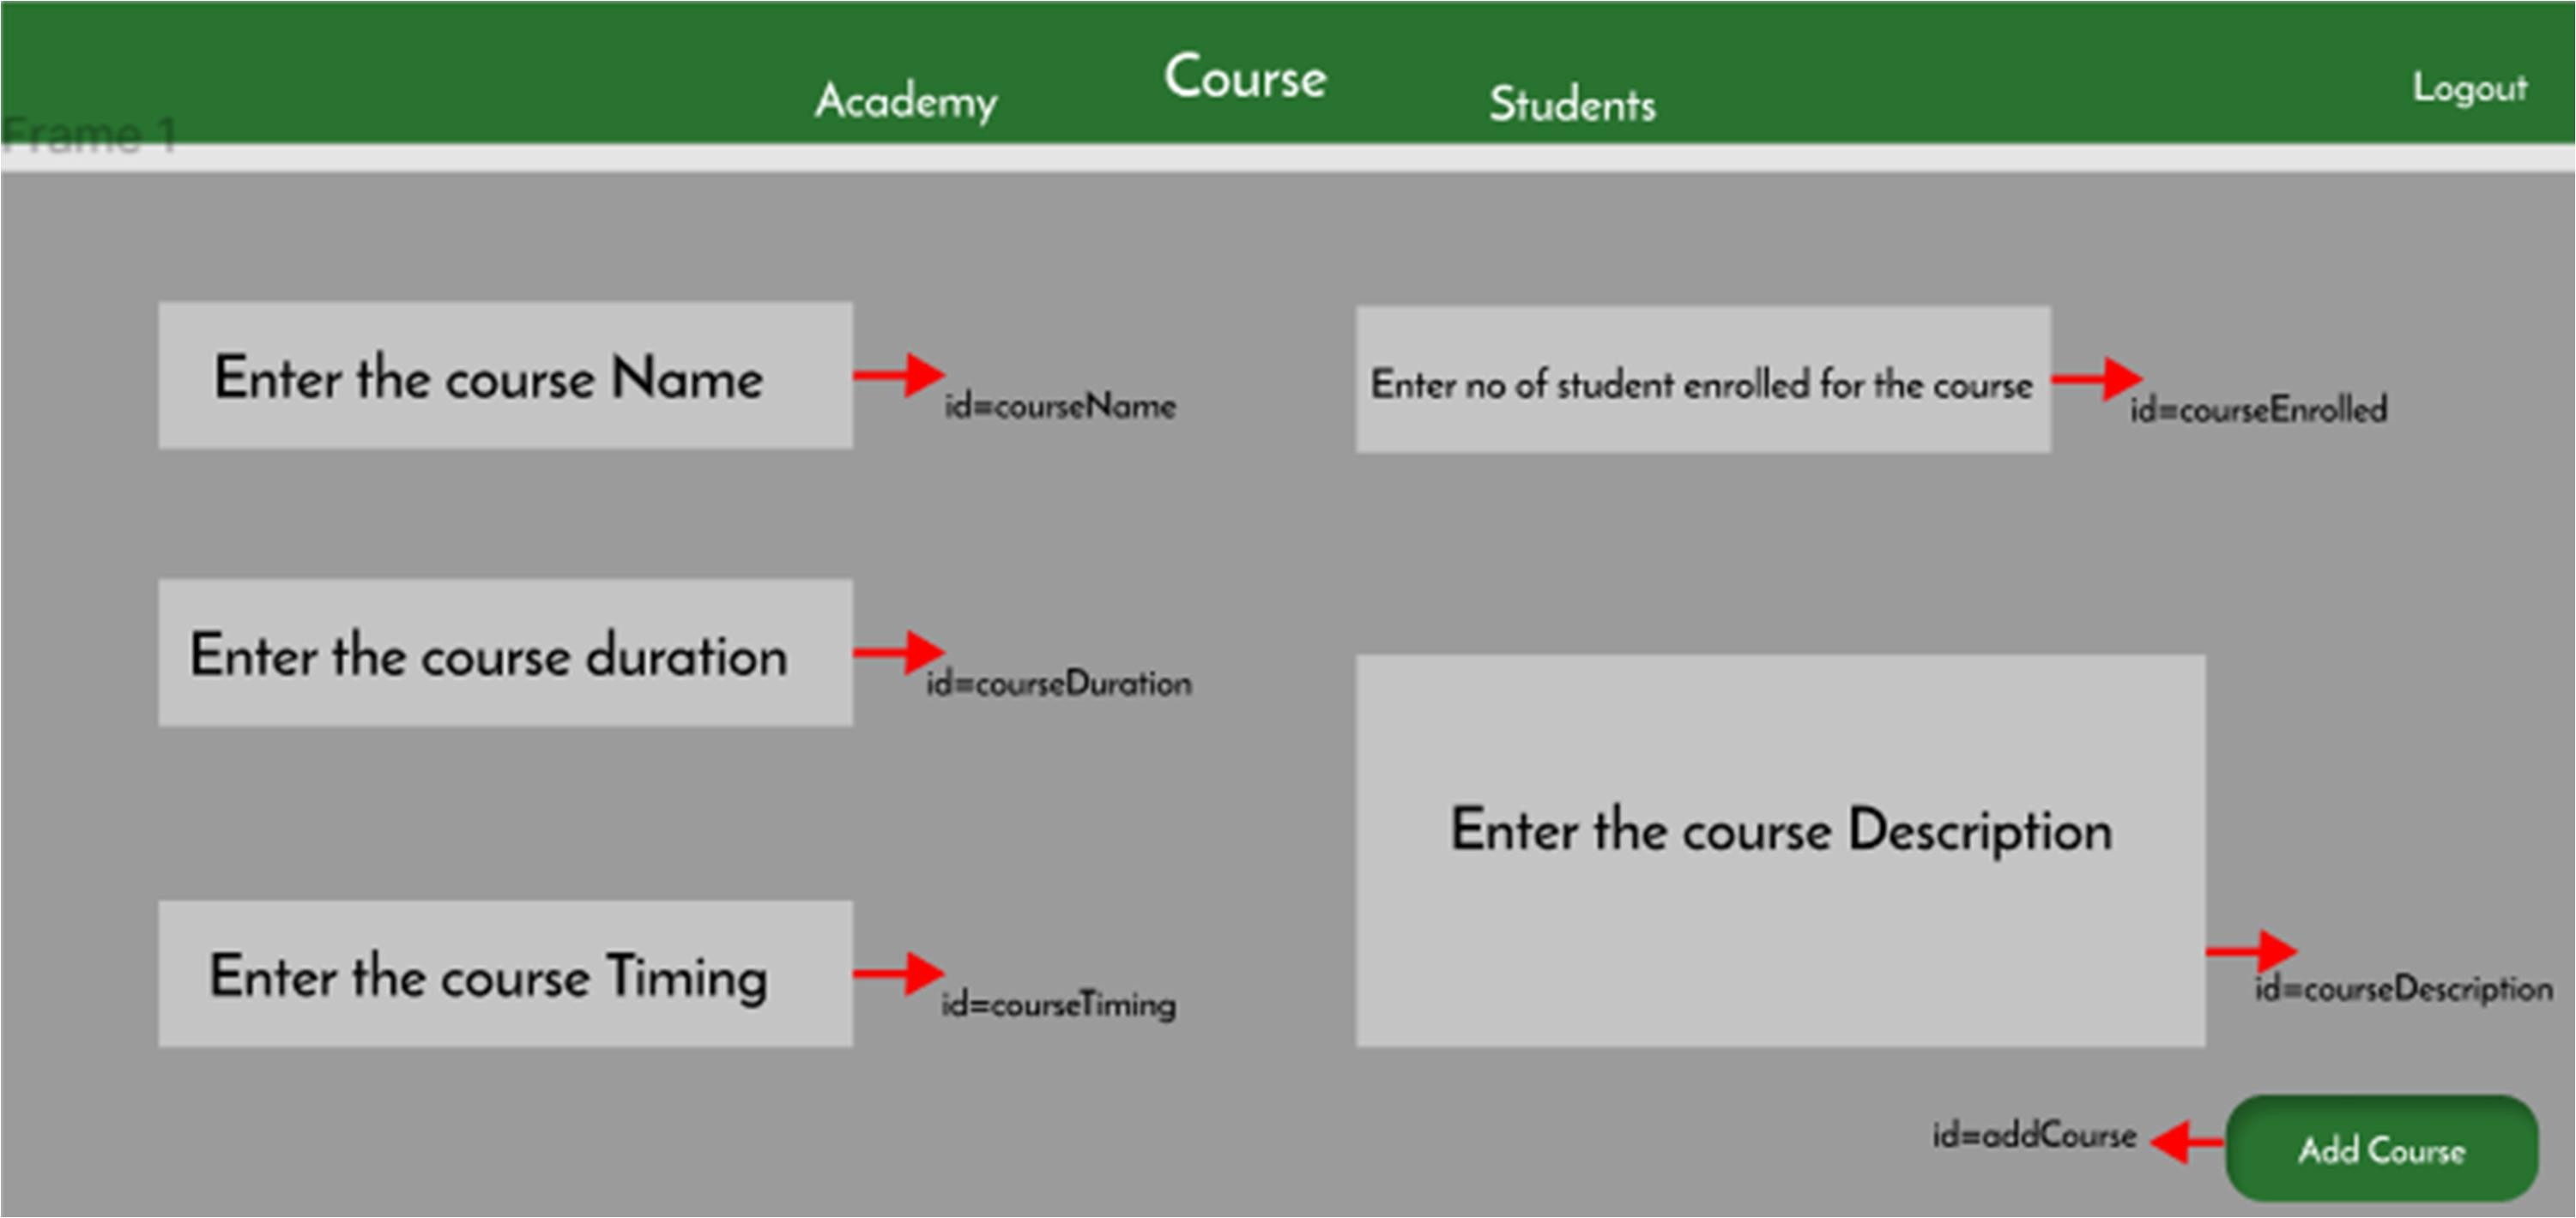 Academy
Course
Students
Logout
Frame 1
Enter the course Name
id=courseName
Enter no of student enrolled for the course
id=courseEnrolled
Enter the course duration
id=courseDuration
Enter the course Description
id=courseDescription
Enter the course Timing
id=courseTiming
id=addCourse
Add Course